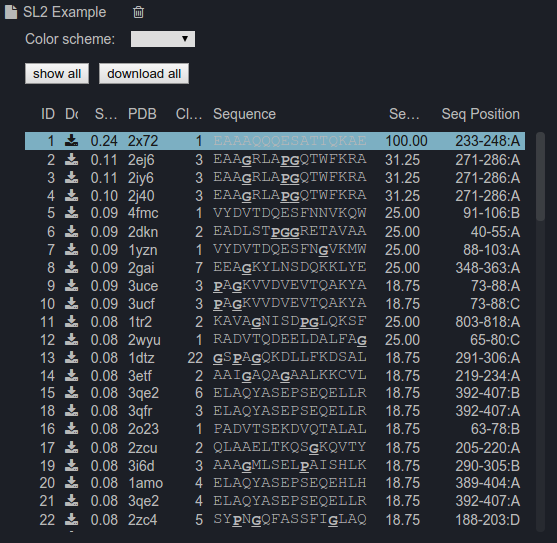 SL2 Example
Color scheme:
show all download all
ID Do S... PDB Cl... Sequence Se... Seq Position
1 0.24 2x72 1 EAAAQQQESATTQKAE 100.00 233-248:A
2 0.11 2ej6 3 EAAGRLAPGQTWFKRA 31.25 271-286:A
3 0.11 2iy6 3 EAAGRLAPGQTWFKRA 31.25 271-286:A
4 0.10 2j40 3 EAAGRLAPGQTWFKRA 31.25 271-286:A
5 0.09 4fmc 1 VYDVTDQESFNNVKQW 25.00 91-106:B
6 0.09 2dkn 2 EADLSTPGGRETAVAA 25.00 40-55:A
7 0.09 1yzn 1 VYDVTDQESFNGVKMW 25.00 88-103:A
8 0.09 2gai 7 EEAGKYLNSDQKKLYE 25.00 348-363:A
9 0.09 3uce 3 PAGKVVDVEVTQAKYA 18.75 73-88:A
10 0.09 3ucf 3 PAGKVVDVEVTQAKYA 18.75 73-88:C
11 0.08 1tr2 2 KAVAGNISDPGLQKSF 25.00 803-818:A
12 0.08 2wyu 1 RADVTQDEELDALFAG 25.00 65-80:C
13 0.08 1dtz 22 GSPAGQKDLLFKDSAL 18.75 291-306:A
14 0.08 3etf 2 AAIGAQAGAALKKCVL 18.75 219-234:A
15 0.08 3qe2 6 ELAQYASEPSEQELLR 18.75 392-407:B
18 0.08 3qfr 3 ELAQYASEPSEQELLR 18.75 392-407:A
16 0.08 2o23 1 PADVTSEKDVQTALAL 18.75 63-78:B
17 0.08 2zcu 2 QLAAELTKQSGKQVTY 18.75 205-220:A
19 0.08 3i6d 3 AAAGMLSELPAISHLK 18.75 290-305:B
20 0.08 1amo 4 ELAQYASEPSEQEHLH 18.75 389-404:A
21 0.08 3qe2 4 ELAQYASEPSEQELLR 18.75 392-407:A
22 0.08 2zc4 5 SYPNGQFASSFIGLAQ 18.75 188-203:D